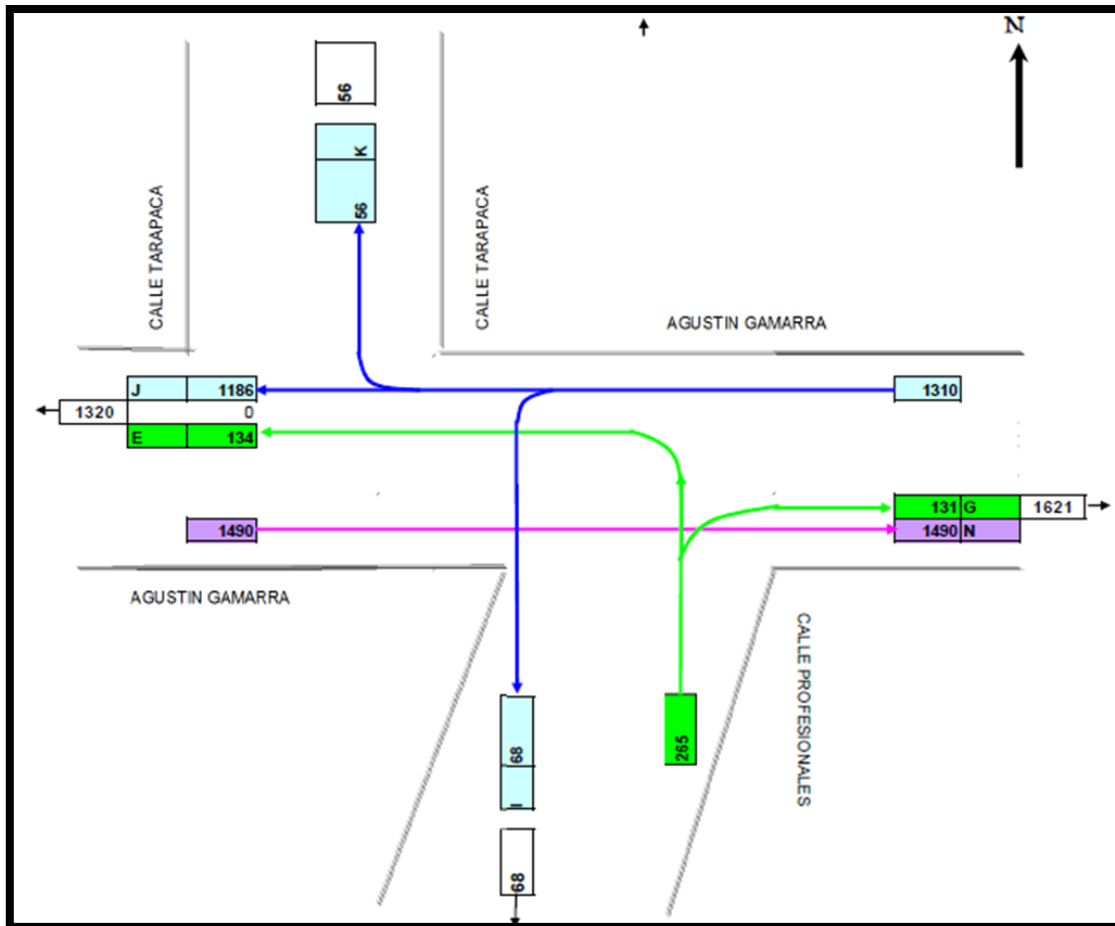 N
56
K
56
CALLE TARAPACA
CALLE TARAPACA
AGUSTIN GAMARRA
J 1186
1310
1320 0
E 134
131 G 1621
1490
1490 N
AGUSTIN GAMARRA
CALLE PROFESIONALES
68
I
265
68